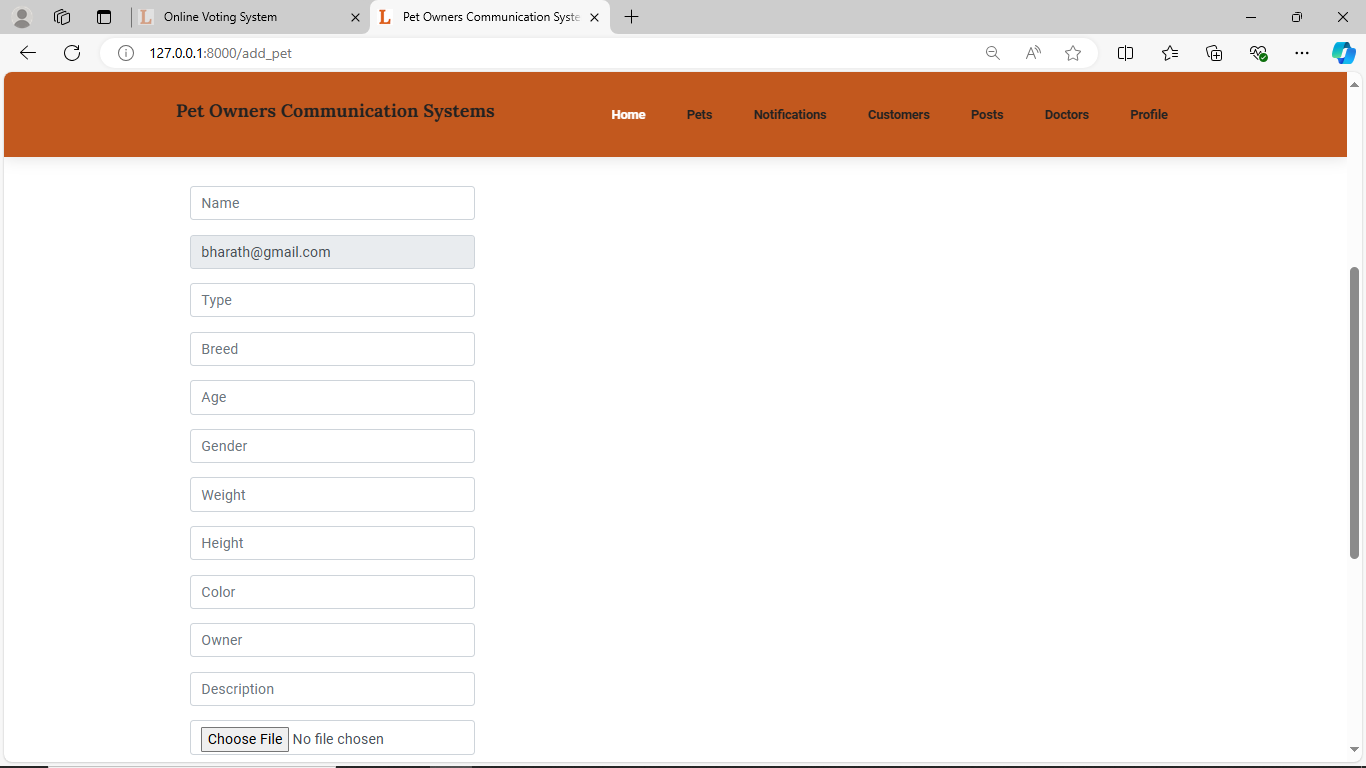 Online Voting System
Pet Owners Communication Syste
127.0.0.1:8000/add_pet
Pet Owners Communication Systems
Home Pets Notifications Customers Posts Doctors Profile
Name
bharath@gmail.com
Type
Breed
Age
Gender
Weight
Height
Color
Owner
Description
Choose File No file chosen